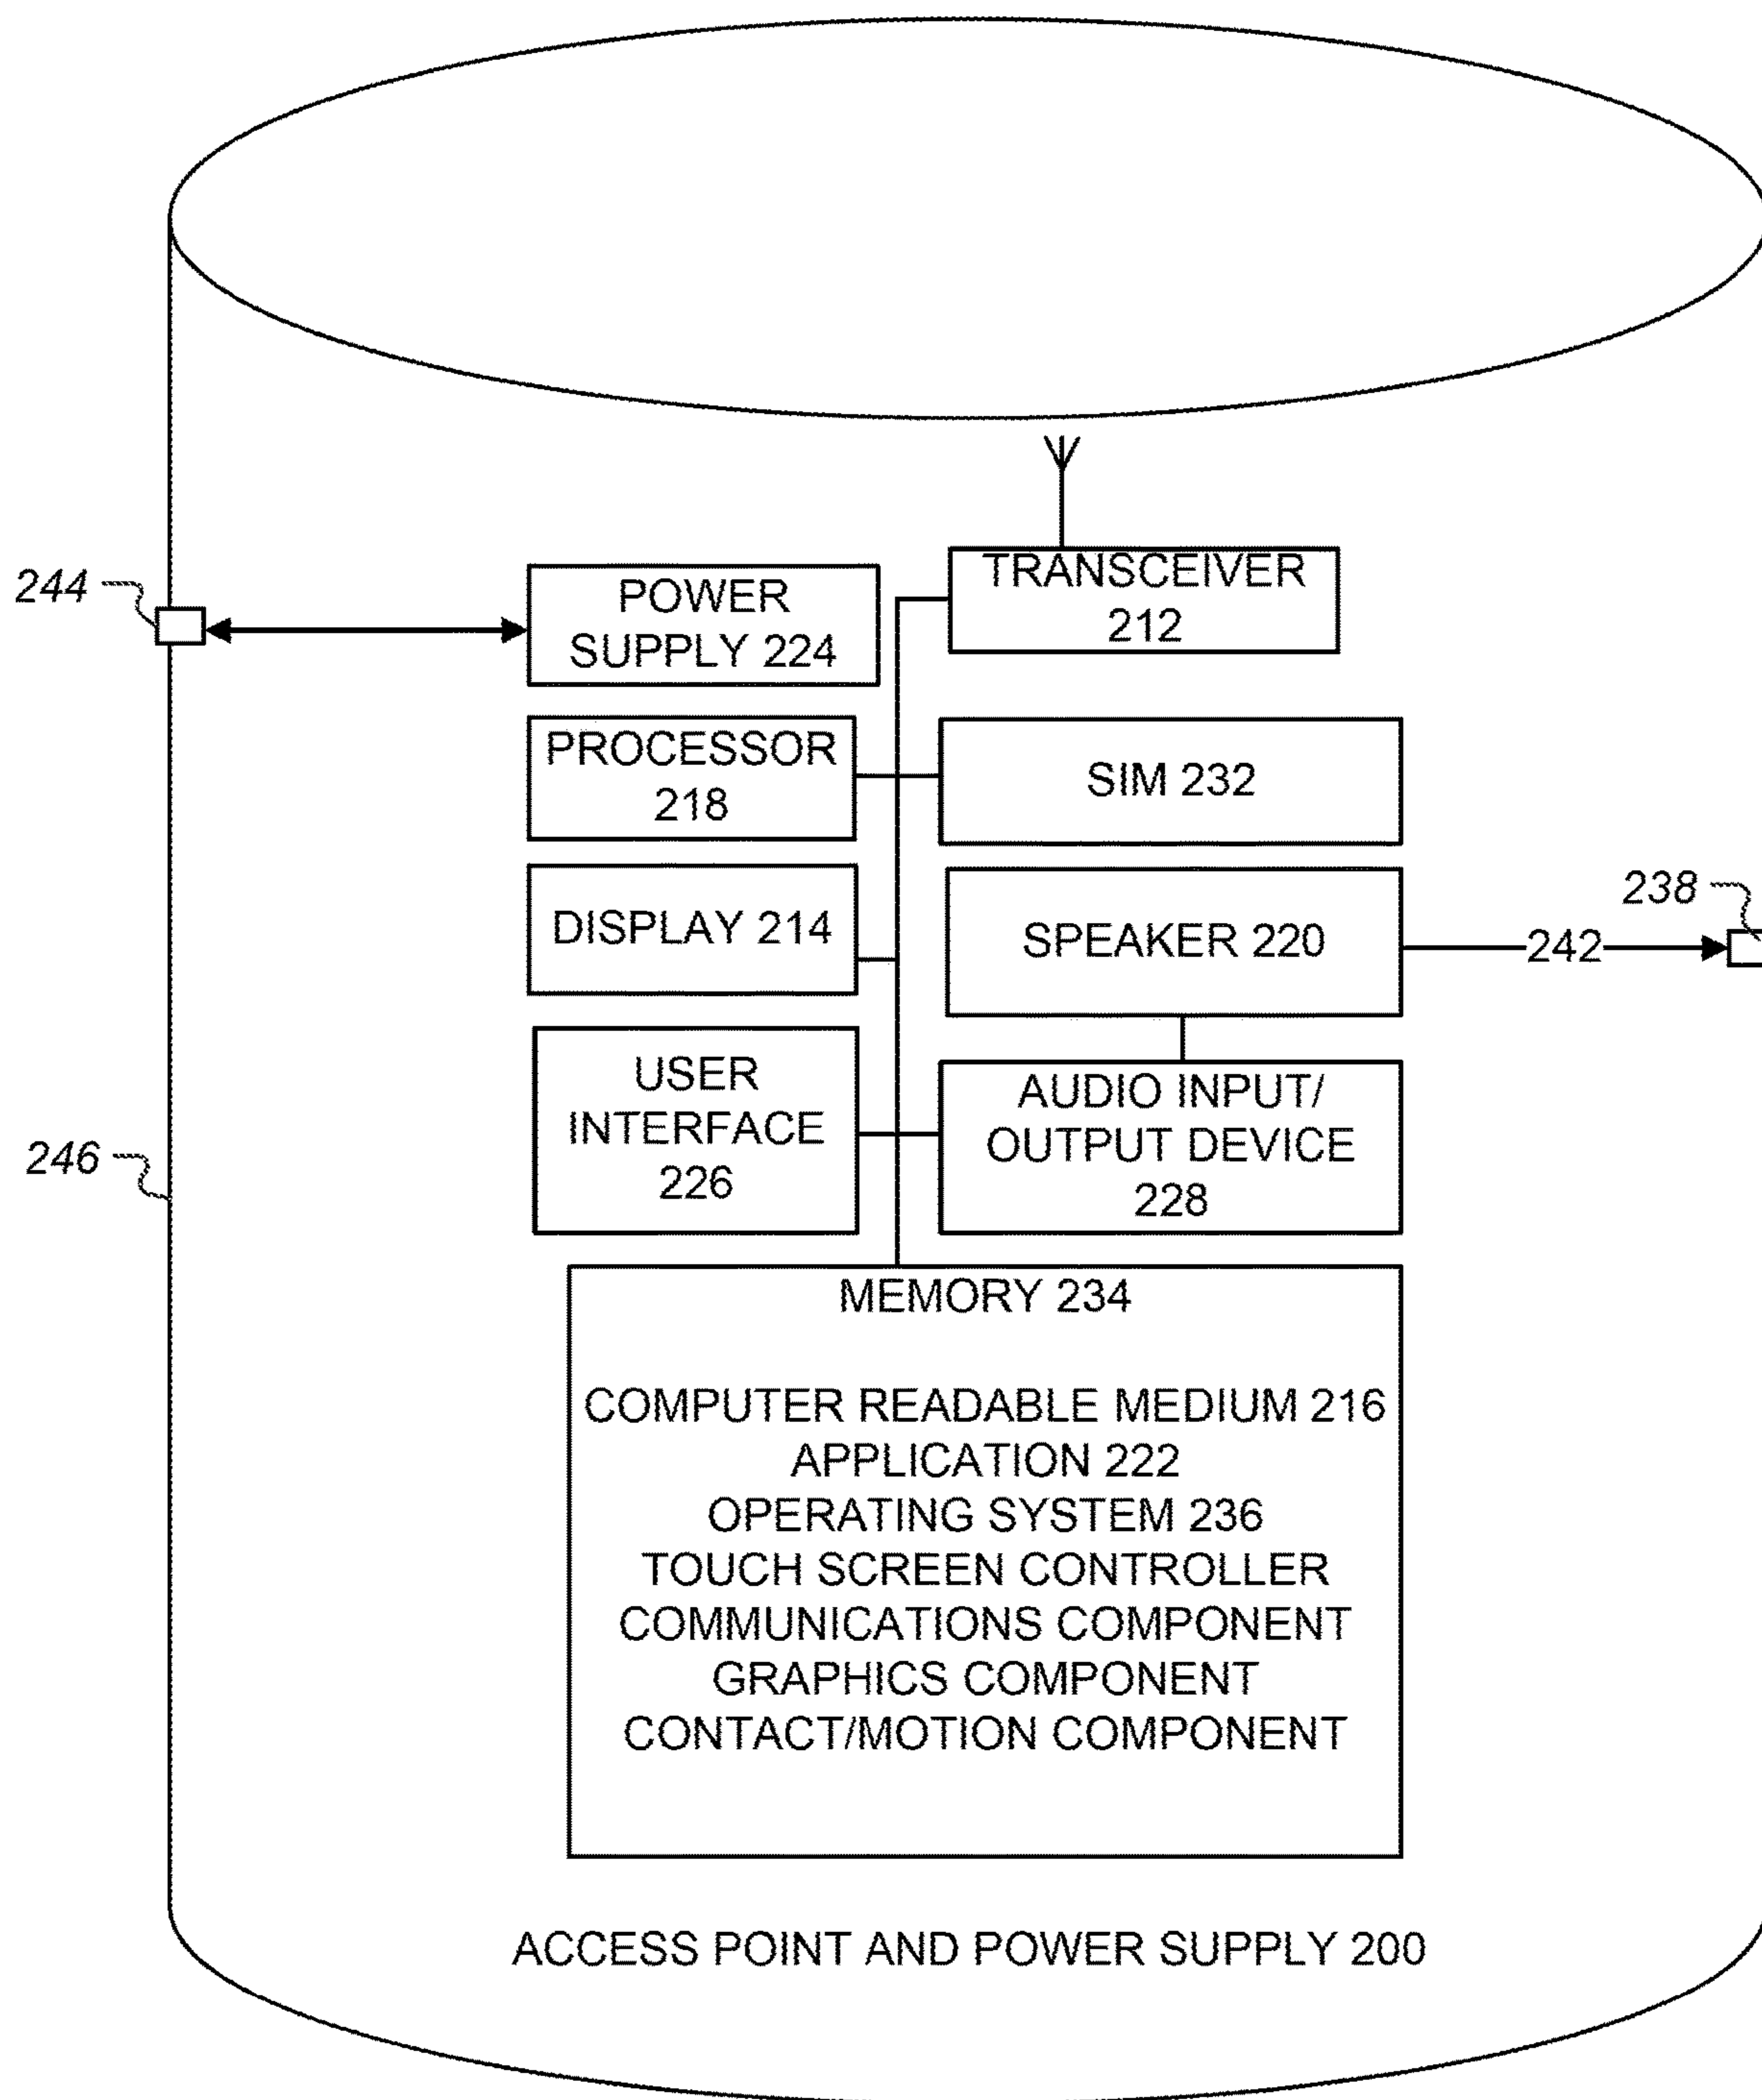 TRANSCEIVER
212
244
POWER
SUPPLY 224
PROCESSOR
218
SIM 232
DISPLAY 214
SPEAKER 220
242
238
USER
INTERFACE
226
AUDIO INPUT/
OUTPUT DEVICE
228
246
MEMORY 234
COMPUTER READABLE MEDIUM 216
APPLICATION 222
OPERATING SYSTEM 236
TOUCH SCREEN CONTROLLER
COMMUNICATIONS COMPONENT
GRAPHICS COMPONENT
CONTACT/MOTION COMPONENT
ACCESS POINT AND POWER SUPPLY 200